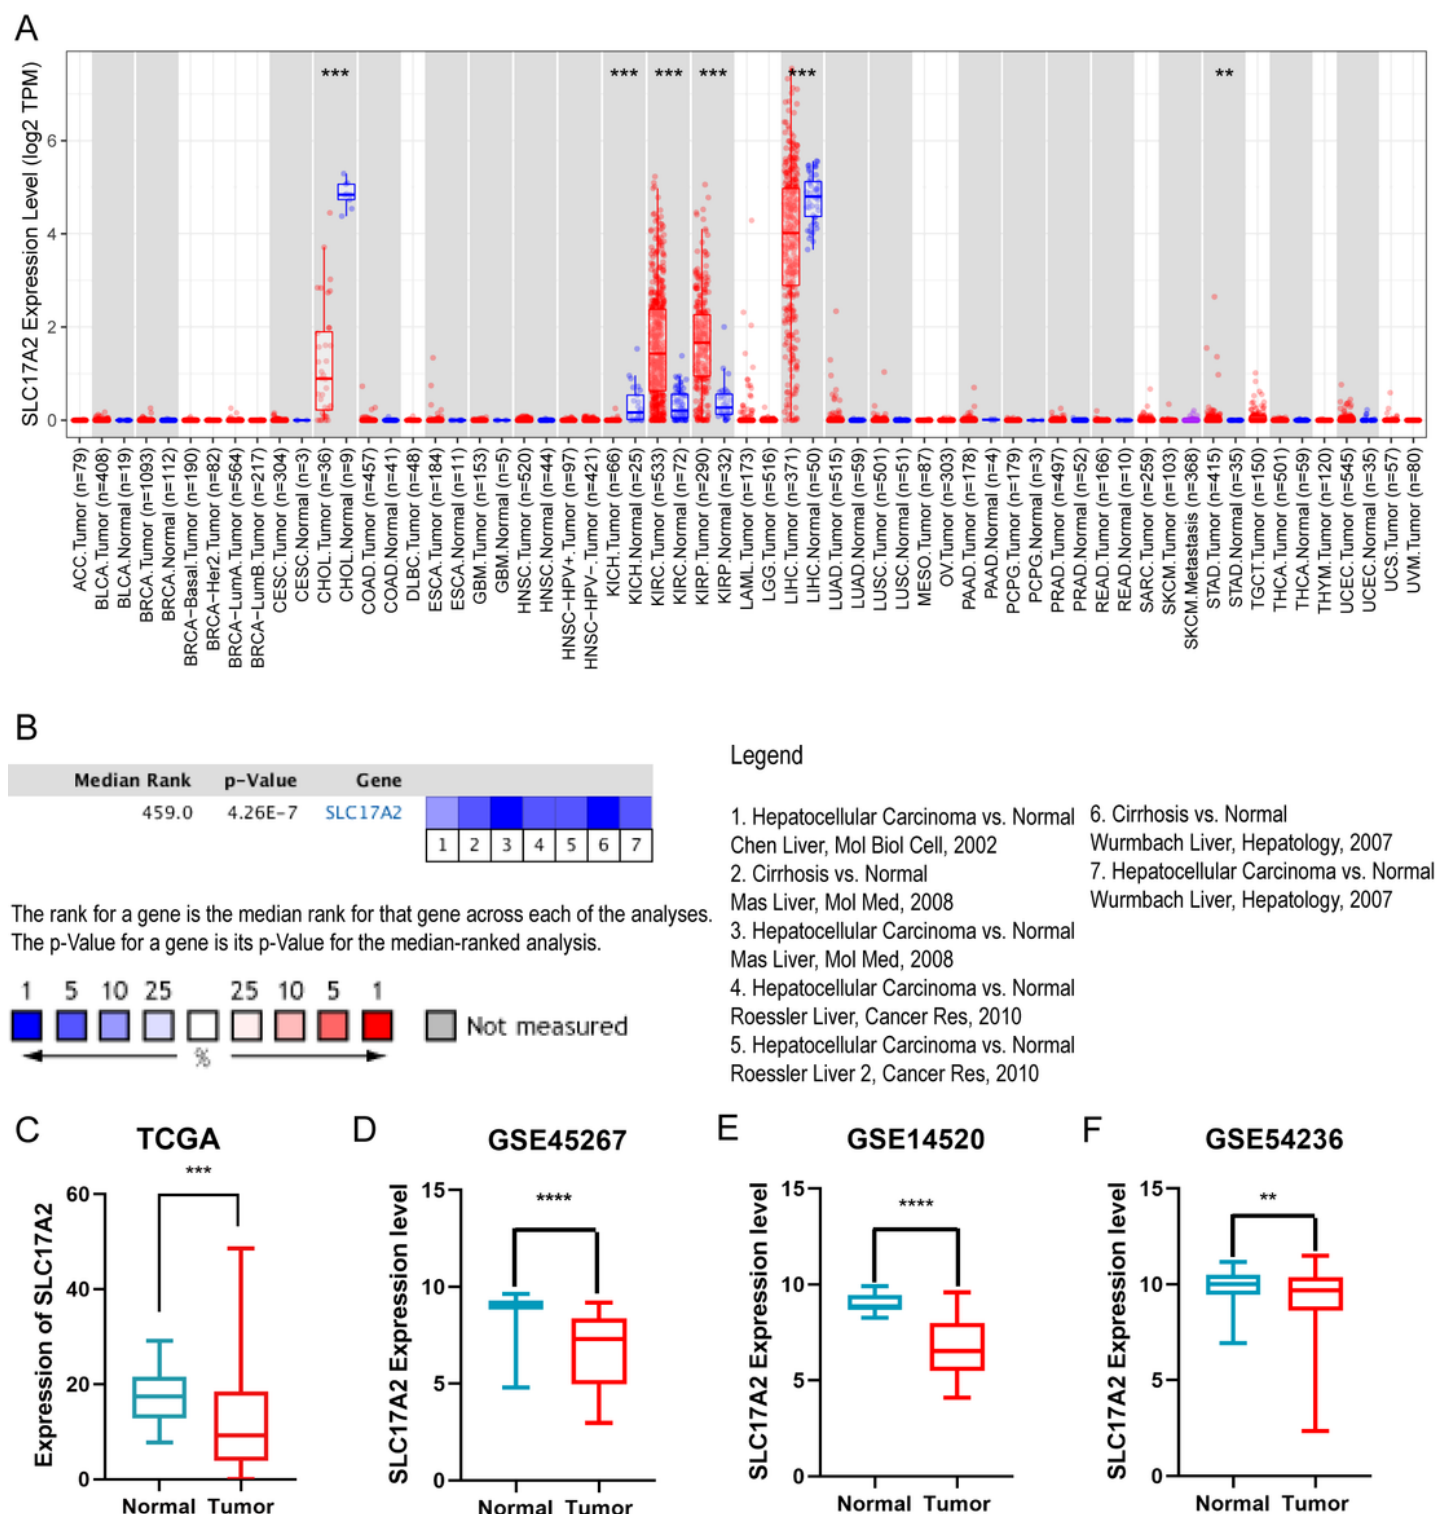 A
SLC17A2 Expression Level (log2 TPM)
*** *** *** *** *** **
6
4
2
0
ACC.Tumor (n=79)
BLCA.Tumor (n=408)
BLCA.Normal (n=19)
BRCA.Tumor (n=1093)
BRCA.Normal (n=112)
BRCA-Basal.Tumor (n=190)
BRCA-Her2.Tumor (n=82)
BRCA-LumA.Tumor (n=564)
BRCA-LumB.Tumor (n=217)
CESC.Tumor (n=304)
CESC.Normal (n=3)
CHOL.Tumor (n=36)
CHOL.Normal (n=9)
COAD.Tumor (n=457)
COAD.Normal (n=41)
DLBC.Tumor (n=48)
ESCA.Tumor (n=184)
ESCA.Normal (n=11)
GBM.Tumor (n=153)
GBM.Normal (n=5)
HNSC.Tumor (n=520)
HNSC.Normal (n=44)
HNSC-HPV+.Tumor (n=97)
HNSC-HPV-.Tumor (n=421)
KICH.Tumor (n=66)
KICH.Normal (n=25)
KIRC.Tumor (n=533)
KIRC.Normal (n=72)
KIRP.Tumor (n=290)
KIRP.Normal (n=32)
LAML.Tumor (n=173)
LGG.Tumor (n=516)
LIHC.Tumor (n=371)
LIHC.Normal (n=50)
LUAD.Tumor (n=515)
LUAD.Normal (n=59)
LUSC.Tumor (n=501)
LUSC.Normal (n=51)
MESO.Tumor (n=87)
OV.Tumor (n=303)
PAAD.Tumor (n=178)
PAAD.Normal (n=4)
PCPG.Tumor (n=179)
PCPG.Normal (n=3)
PRAD.Tumor (n=497)
PRAD.Normal (n=52)
READ.Tumor (n=166)
READ.Normal (n=10)
SARC.Tumor (n=259)
SKCM.Tumor (n=103)
SKCM.Metastasis (n=368)
STAD.Tumor (n=415)
STAD.Normal (n=35)
TGCT.Tumor (n=150)
THCA.Tumor (n=501)
THCA.Normal (n=59)
THYM.Tumor (n=120)
UCEC.Tumor (n=545)
UCEC.Normal (n=35)
UCS.Tumor (n=57)
UVM.Tumor (n=80)
B
Median Rank p-Value Gene
459.0 4.26E-7 SLC17A2
1 2 3 4 5 6 7
The rank for a gene is the median rank for that gene across each of the analyses.
The p-Value for a gene is its p-Value for the median-ranked analysis.
1 5 10 25 25 10 5 1
Not measured
%
Legend
1. Hepatocellular Carcinoma vs. Normal
Chen Liver, Mol Biol Cell, 2002
2. Cirrhosis vs. Normal
Mas Liver, Mol Med, 2008
3. Hepatocellular Carcinoma vs. Normal
Mas Liver, Mol Med, 2008
4. Hepatocellular Carcinoma vs. Normal
Roessler Liver, Cancer Res, 2010
5. Hepatocellular Carcinoma vs. Normal
Roessler Liver 2, Cancer Res, 2010
6. Cirrhosis vs. Normal
Wurmbach Liver, Hepatology, 2007
7. Hepatocellular Carcinoma vs. Normal
Wurmbach Liver, Hepatology, 2007
C
TCGA
***
Expression of SLC17A2
60
40
20
0
Normal Tumor
D
GSE45267
****
SLC17A2 Expression level
15
10
5
0
Normal Tumor
E
GSE14520
****
SLC17A2 Expression level
15
10
5
0
Normal Tumor
F
GSE54236
**
SLC17A2 Expression level
15
10
5
0
Normal Tumor